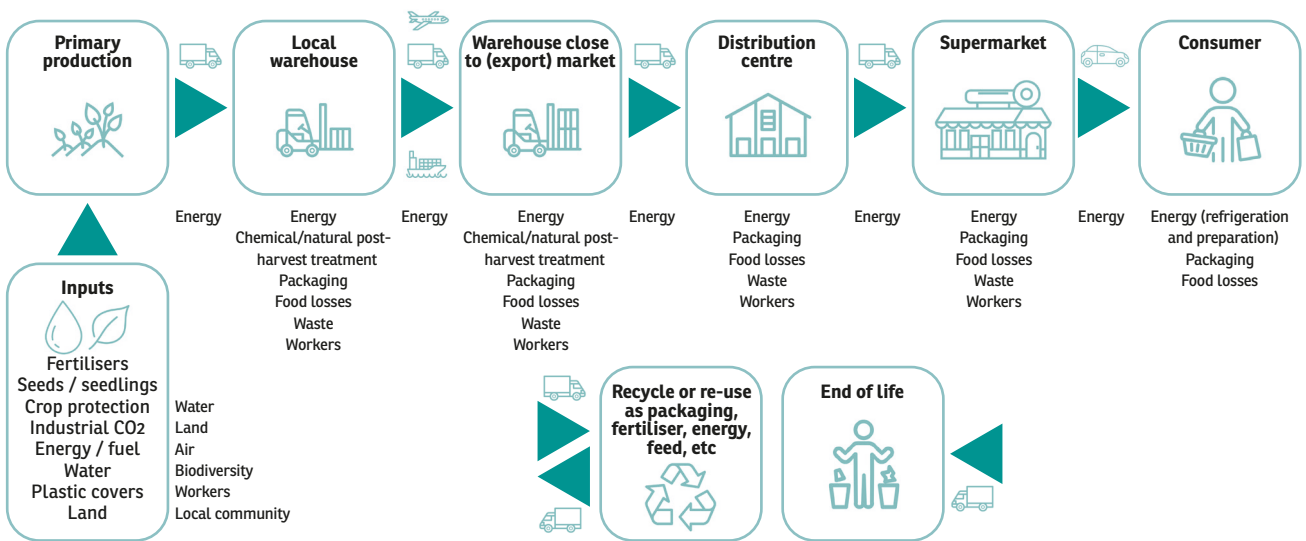 Primary
production
Local
warehouse
Warehouse close
to (export) market
Distribution
centre
Supermarket
Consumer
Energy
Energy
Chemical/natural post-
harvest treatment
Packaging
Food losses
Waste
Workers
Energy
Energy
Chemical/natural post-
harvest treatment
Packaging
Food losses
Waste
Workers
Energy
Energy
Packaging
Food losses
Waste
Workers
Energy
Energy
Packaging
Food losses
Waste
Workers
Energy
Energy (refrigeration
and preparation)
Packaging
Food losses
Inputs
Fertilisers
Seeds / seedlings
Crop protection
Industrial CO2
Energy / fuel
Water
Plastic covers
Land
Water
Land
Air
Biodiversity
Workers
Local community
Recycle or re-use
as packaging,
fertiliser, energy,
feed, etc
End of life